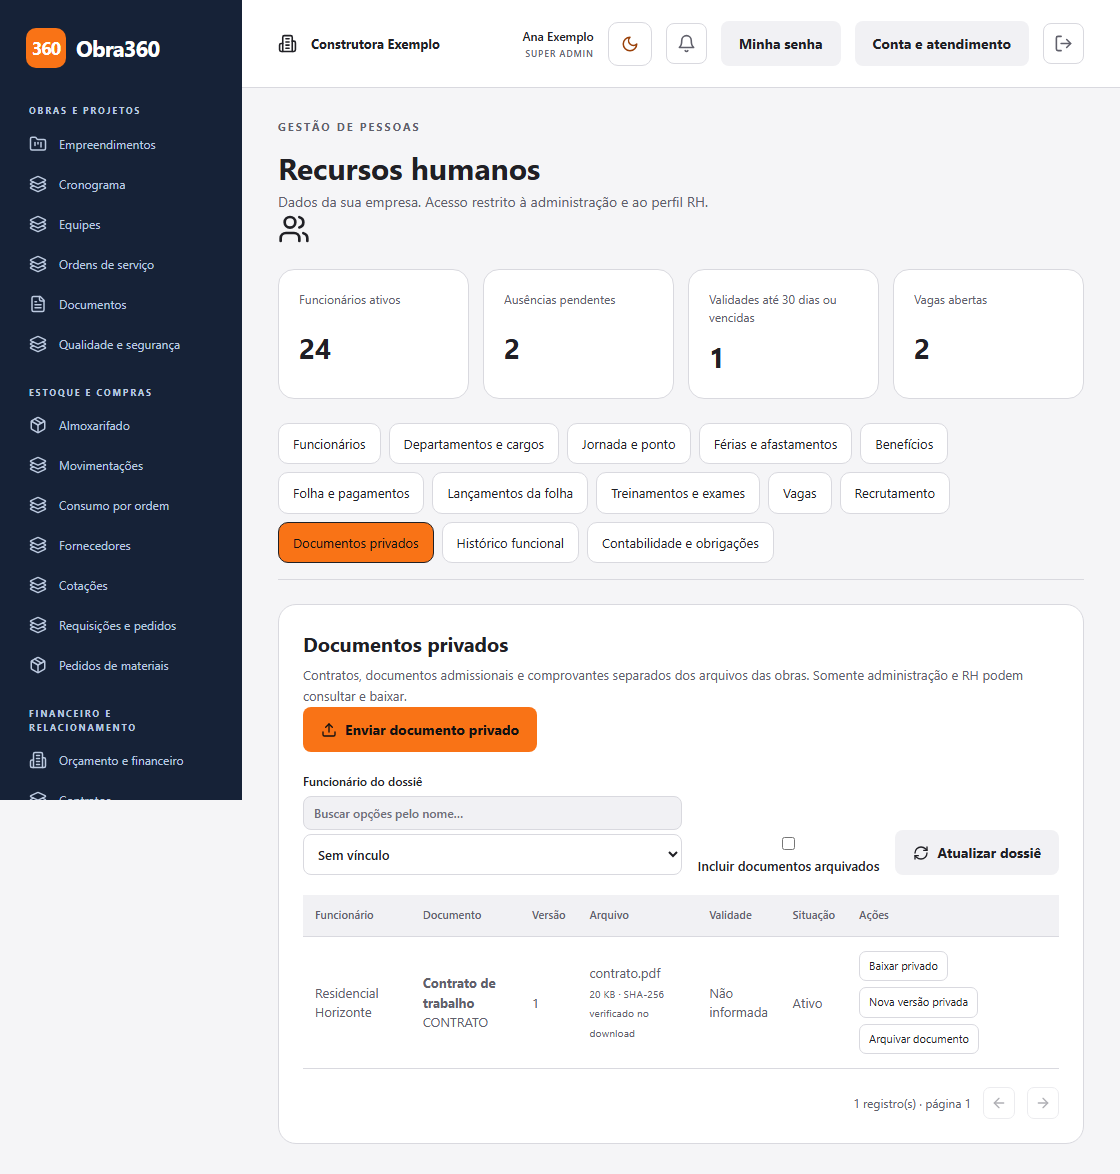 360 Obra360
OBRAS E PROJETOS
Empreendimentos
Cronograma
Equipes
Ordens de serviço
Documentos
Qualidade e segurança
ESTOQUE E COMPRAS
Almoxarifado
Movimentações
Consumo por ordem
Fornecedores
Cotações
Requisições e pedidos
Pedidos de materiais
FINANCEIRO E
RELACIONAMENTO
Orçamento e financeiro
Contratos
Construtora Exemplo
Ana Exemplo
SUPER ADMIN
Minha senha
Conta e atendimento
GESTÃO DE PESSOAS
Recursos humanos
Dados da sua empresa. Acesso restrito à administração e ao perfil RH.
Funcionários ativos
24
Ausências pendentes
2
Validades até 30 dias ou
vencidas
1
Vagas abertas
2
Funcionários
Departamentos e cargos
Jornada e ponto
Férias e afastamentos
Benefícios
Folha e pagamentos
Lançamentos da folha
Treinamentos e exames
Vagas
Recrutamento
Documentos privados
Histórico funcional
Contabilidade e obrigações
Documentos privados
Contratos, documentos admissionais e comprovantes separados dos arquivos das obras. Somente administração e RH podem
consultar e baixar.
Enviar documento privado
Funcionário do dossiê
Buscar opções pelo nome...
Sem vínculo
Incluir documentos arquivados
Atualizar dossiê
Funcionário Documento Versão Arquivo Validade Situação Ações
Residencial
Horizonte
Contrato de
trabalho
CONTRATO
1
contrato.pdf
20 KB · SHA-256
verificado no
download
Não
informada
Ativo
Baixar privado
Nova versão privada
Arquivar documento
1 registro(s) · página 1